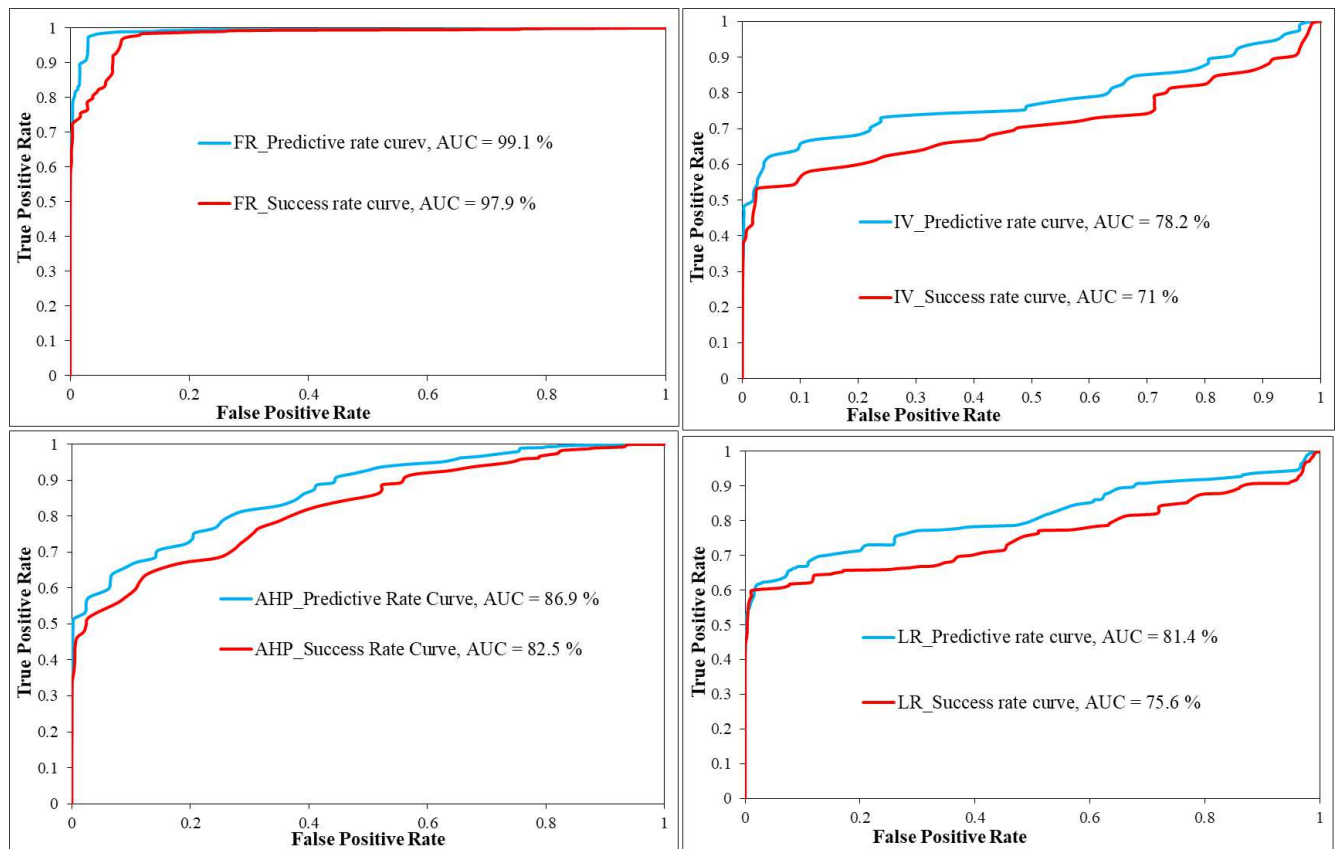 1
0.9
0.8
0.7
0.6
0.5
0.4
0.3
0.2
0.1
0
True Positive Rate
FR_Predictive rate curev, AUC = 99.1 %
FR_Success rate curve, AUC = 97.9 %
0 0.2 0.4 0.6 0.8 1
False Positive Rate
1
0.9
0.8
0.7
0.6
0.5
0.4
0.3
0.2
0.1
0
True Positive Rate
IV_Predictive rate curve, AUC = 78.2 %
IV_Success rate curve, AUC = 71 %
0 0.1 0.2 0.3 0.4 0.5 0.6 0.7 0.8 0.9 1
False Positive Rate
1
0.9
0.8
0.7
0.6
0.5
0.4
0.3
0.2
0.1
0
True Positive Rate
AHP_Predictive Rate Curve, AUC = 86.9 %
AHP_Success Rate Curve, AUC = 82.5 %
0 0.2 0.4 0.6 0.8 1
False Positive Rate
1
0.9
0.8
0.7
0.6
0.5
0.4
0.3
0.2
0.1
0
True Positive Rate
LR_Predictive rate curve, AUC = 81.4 %
LR_Success rate curve, AUC = 75.6 %
0 0.2 0.4 0.6 0.8 1
False Positive Rate